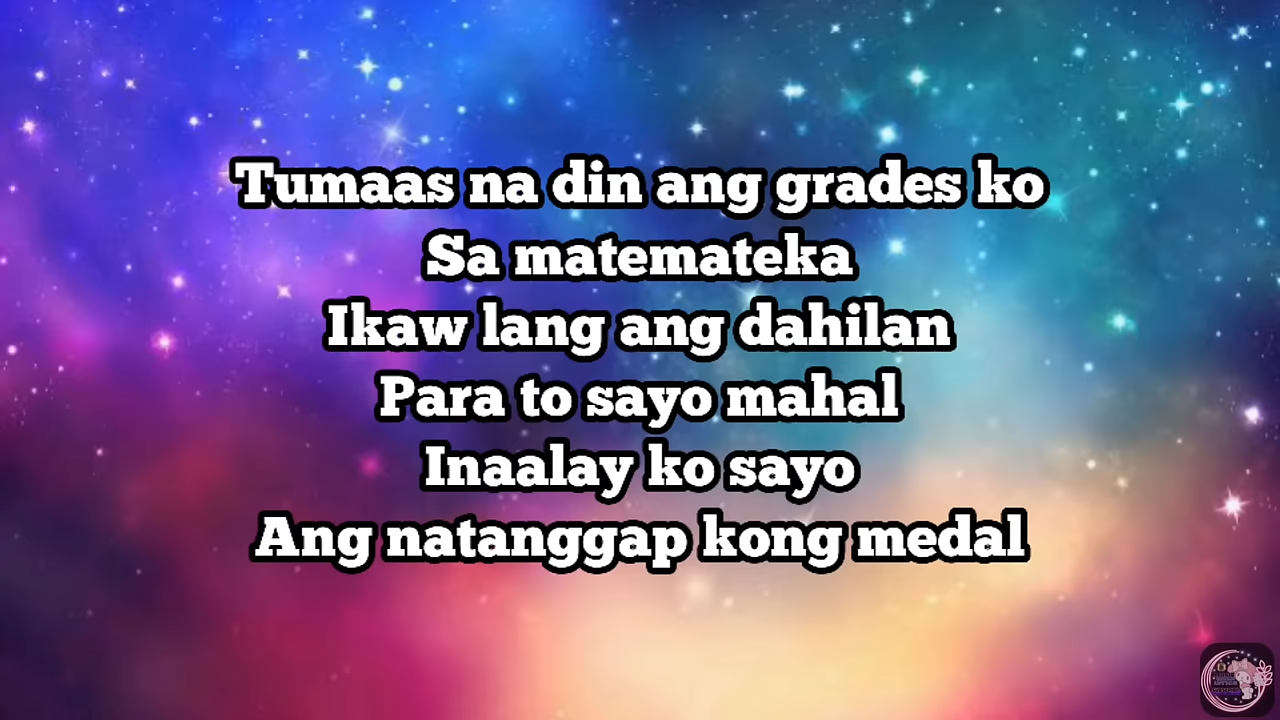 Tumaas na din ang grades ko
Sa matemateka
Ikaw lang ang dahilan
Para to sayo mahal
Inaalay ko sayo
Ang natanggap kong medal